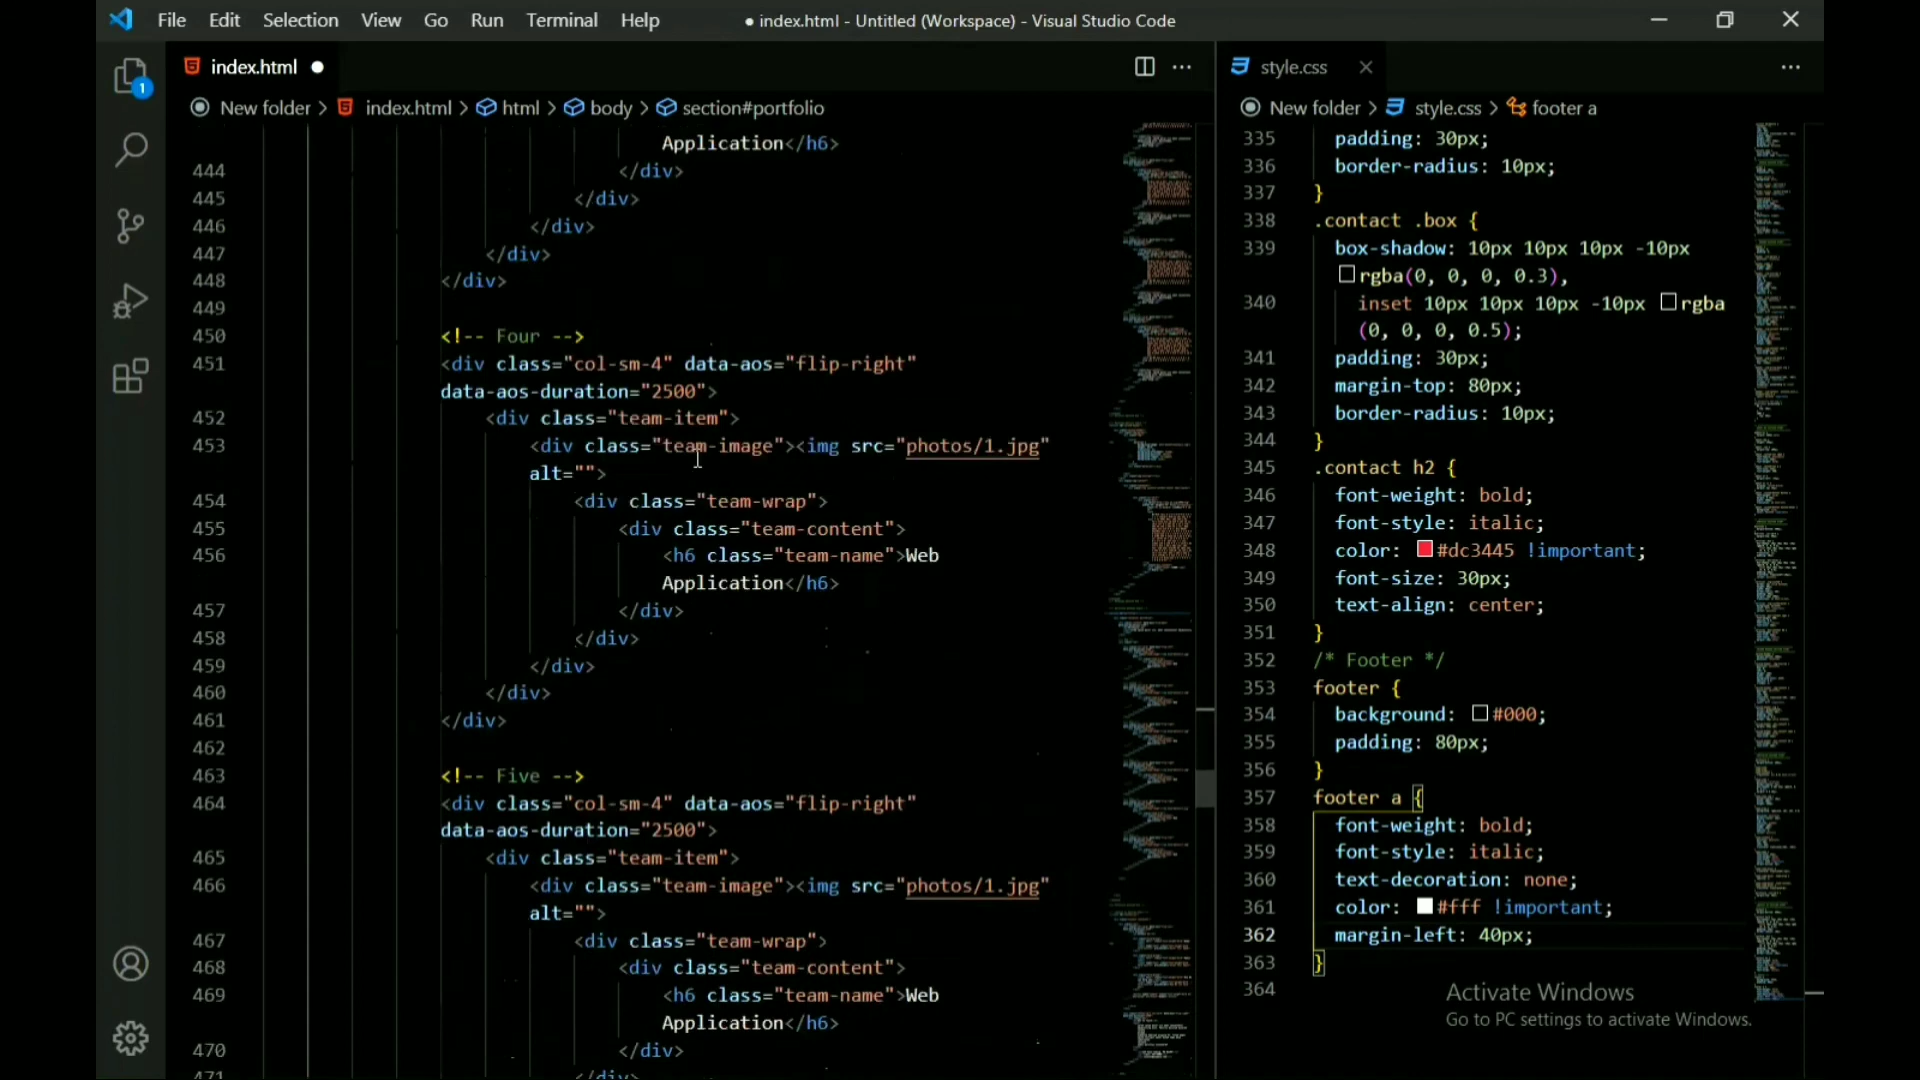 File Edit Selection View Go Run Terminal Help
● index.html - Untitled (Workspace) - Visual Studio Code
1
index.html ●
New folder > index.html > html > body > section#portfolio
Application</h6>
444 </div>
445 </div>
446 </div>
447 </div>
448 </div>
449
450 <!-- Four -->
451 <div class="col-sm-4" data-aos="flip-right"
data-aos-duration="2500">
452 <div class="team-item">
453 <div class="team-image"><img src="photos/1.jpg"
alt="">
454 <div class="team-wrap">
455 <div class="team-content">
456 <h6 class="team-name">Web
Application</h6>
457 </div>
458 </div>
459 </div>
460 </div>
461 </div>
462
463 <!-- Five -->
464 <div class="col-sm-4" data-aos="flip-right"
data-aos-duration="2500">
465 <div class="team-item">
466 <div class="team-image"><img src="photos/1.jpg"
alt="">
467 <div class="team-wrap">
468 <div class="team-content">
469 <h6 class="team-name">Web
Application</h6>
470 </div>
471 </div>
style.css
New folder > style.css > footer a
335 padding: 30px;
336 border-radius: 10px;
337 }
338 .contact .box {
339 box-shadow: 10px 10px 10px -10px
rgba(0, 0, 0, 0.3),
340 inset 10px 10px 10px -10px rgba
(0, 0, 0, 0.5);
341 padding: 30px;
342 margin-top: 80px;
343 border-radius: 10px;
344 }
345 .contact h2 {
346 font-weight: bold;
347 font-style: italic;
348 color: #dc3445 !important;
349 font-size: 30px;
350 text-align: center;
351 }
352 /* Footer */
353 footer {
354 background: #000;
355 padding: 80px;
356 }
357 footer a {
358 font-weight: bold;
359 font-style: italic;
360 text-decoration: none;
361 color: #fff !important;
362 margin-left: 40px;
363 }
364
Activate Windows
Go to PC settings to activate Windows.